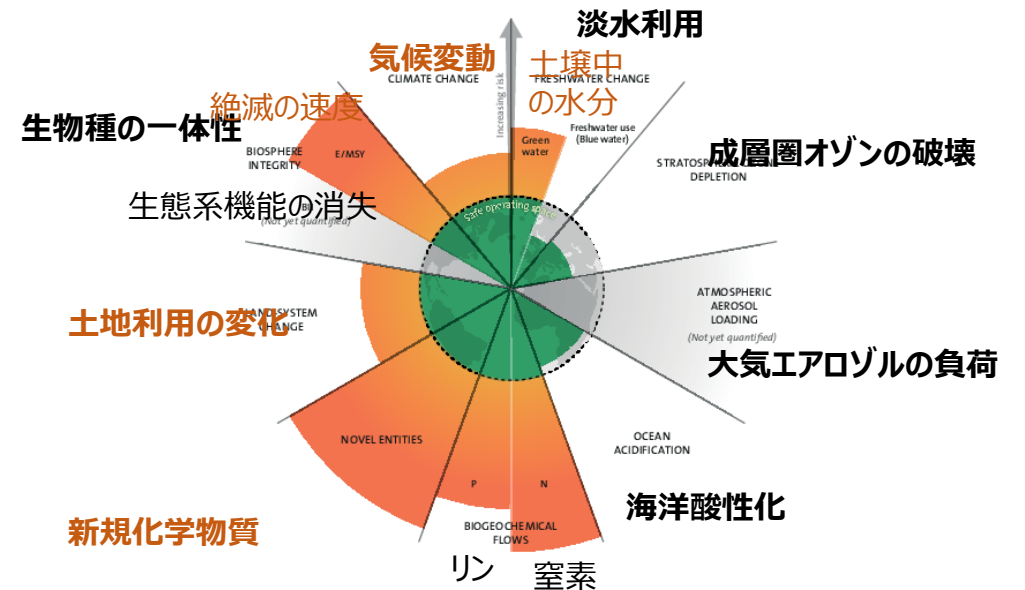 淡水利用
気候変動
土壌中
の水分
CLIMATE CHANGE
FRESHWATER CHANGE
Increasing risk
絶滅の速度
生物種の一体性
BIOSPHERE
INTEGRITY
E/MSY
Green
water
Freshwater use
(Blue water)
成層圏オゾンの破壊
DEPLETION
生態系機能の消失
(Not yet quantified)
Safe operating space
土地利用の変化
LAND-SYSTEM
CHANGE
ATMOSPHERIC
AEROSOL
LOADING
(Not yet quantified)
大気エアロゾルの負荷
NOVEL ENTITIES
OCEAN
ACIDIFICATION
P
N
海洋酸性化
新規化学物質
BIOGEOCHEMICAL
FLOWS
リン
窒素